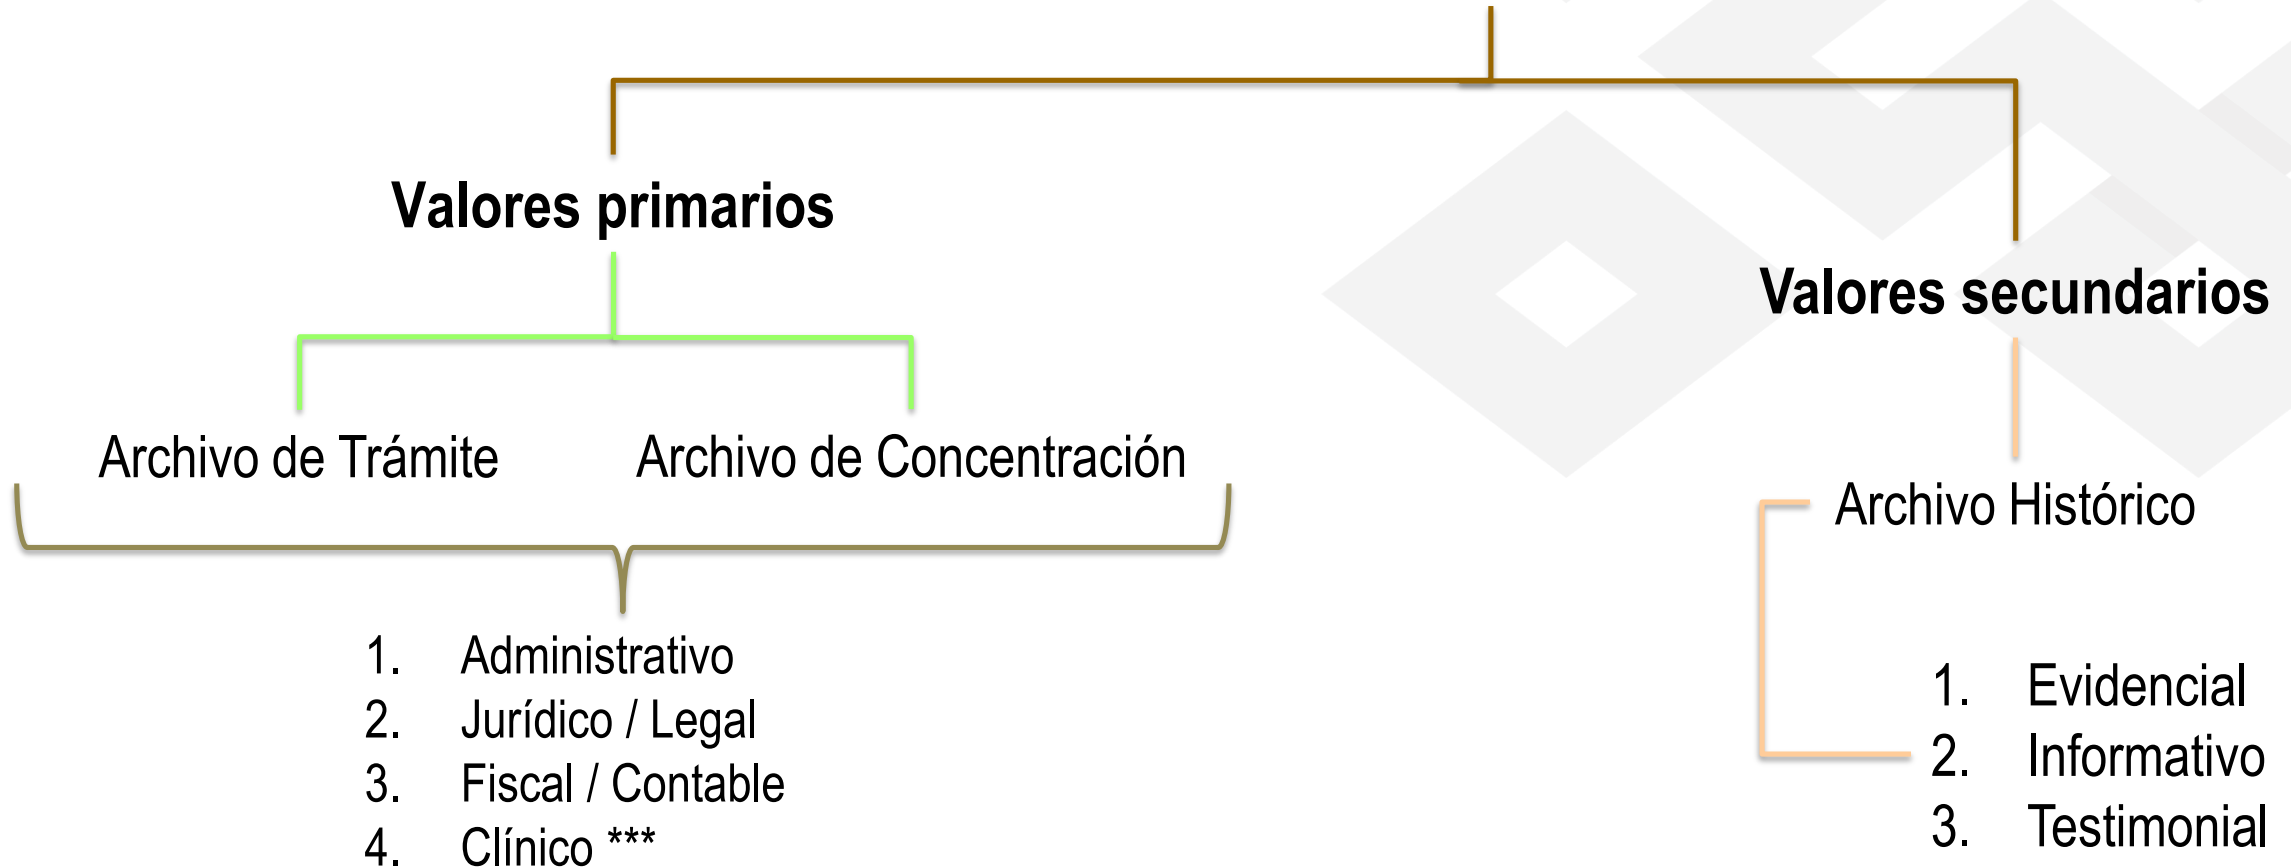 Valores primarios
Archivo de Trámite
Archivo de Concentración
1. Administrativo
2. Jurídico / Legal
3. Fiscal / Contable
4. Clínico ***
Valores secundarios
Archivo Histórico
1. Evidencial
2. Informativo
3. Testimonial